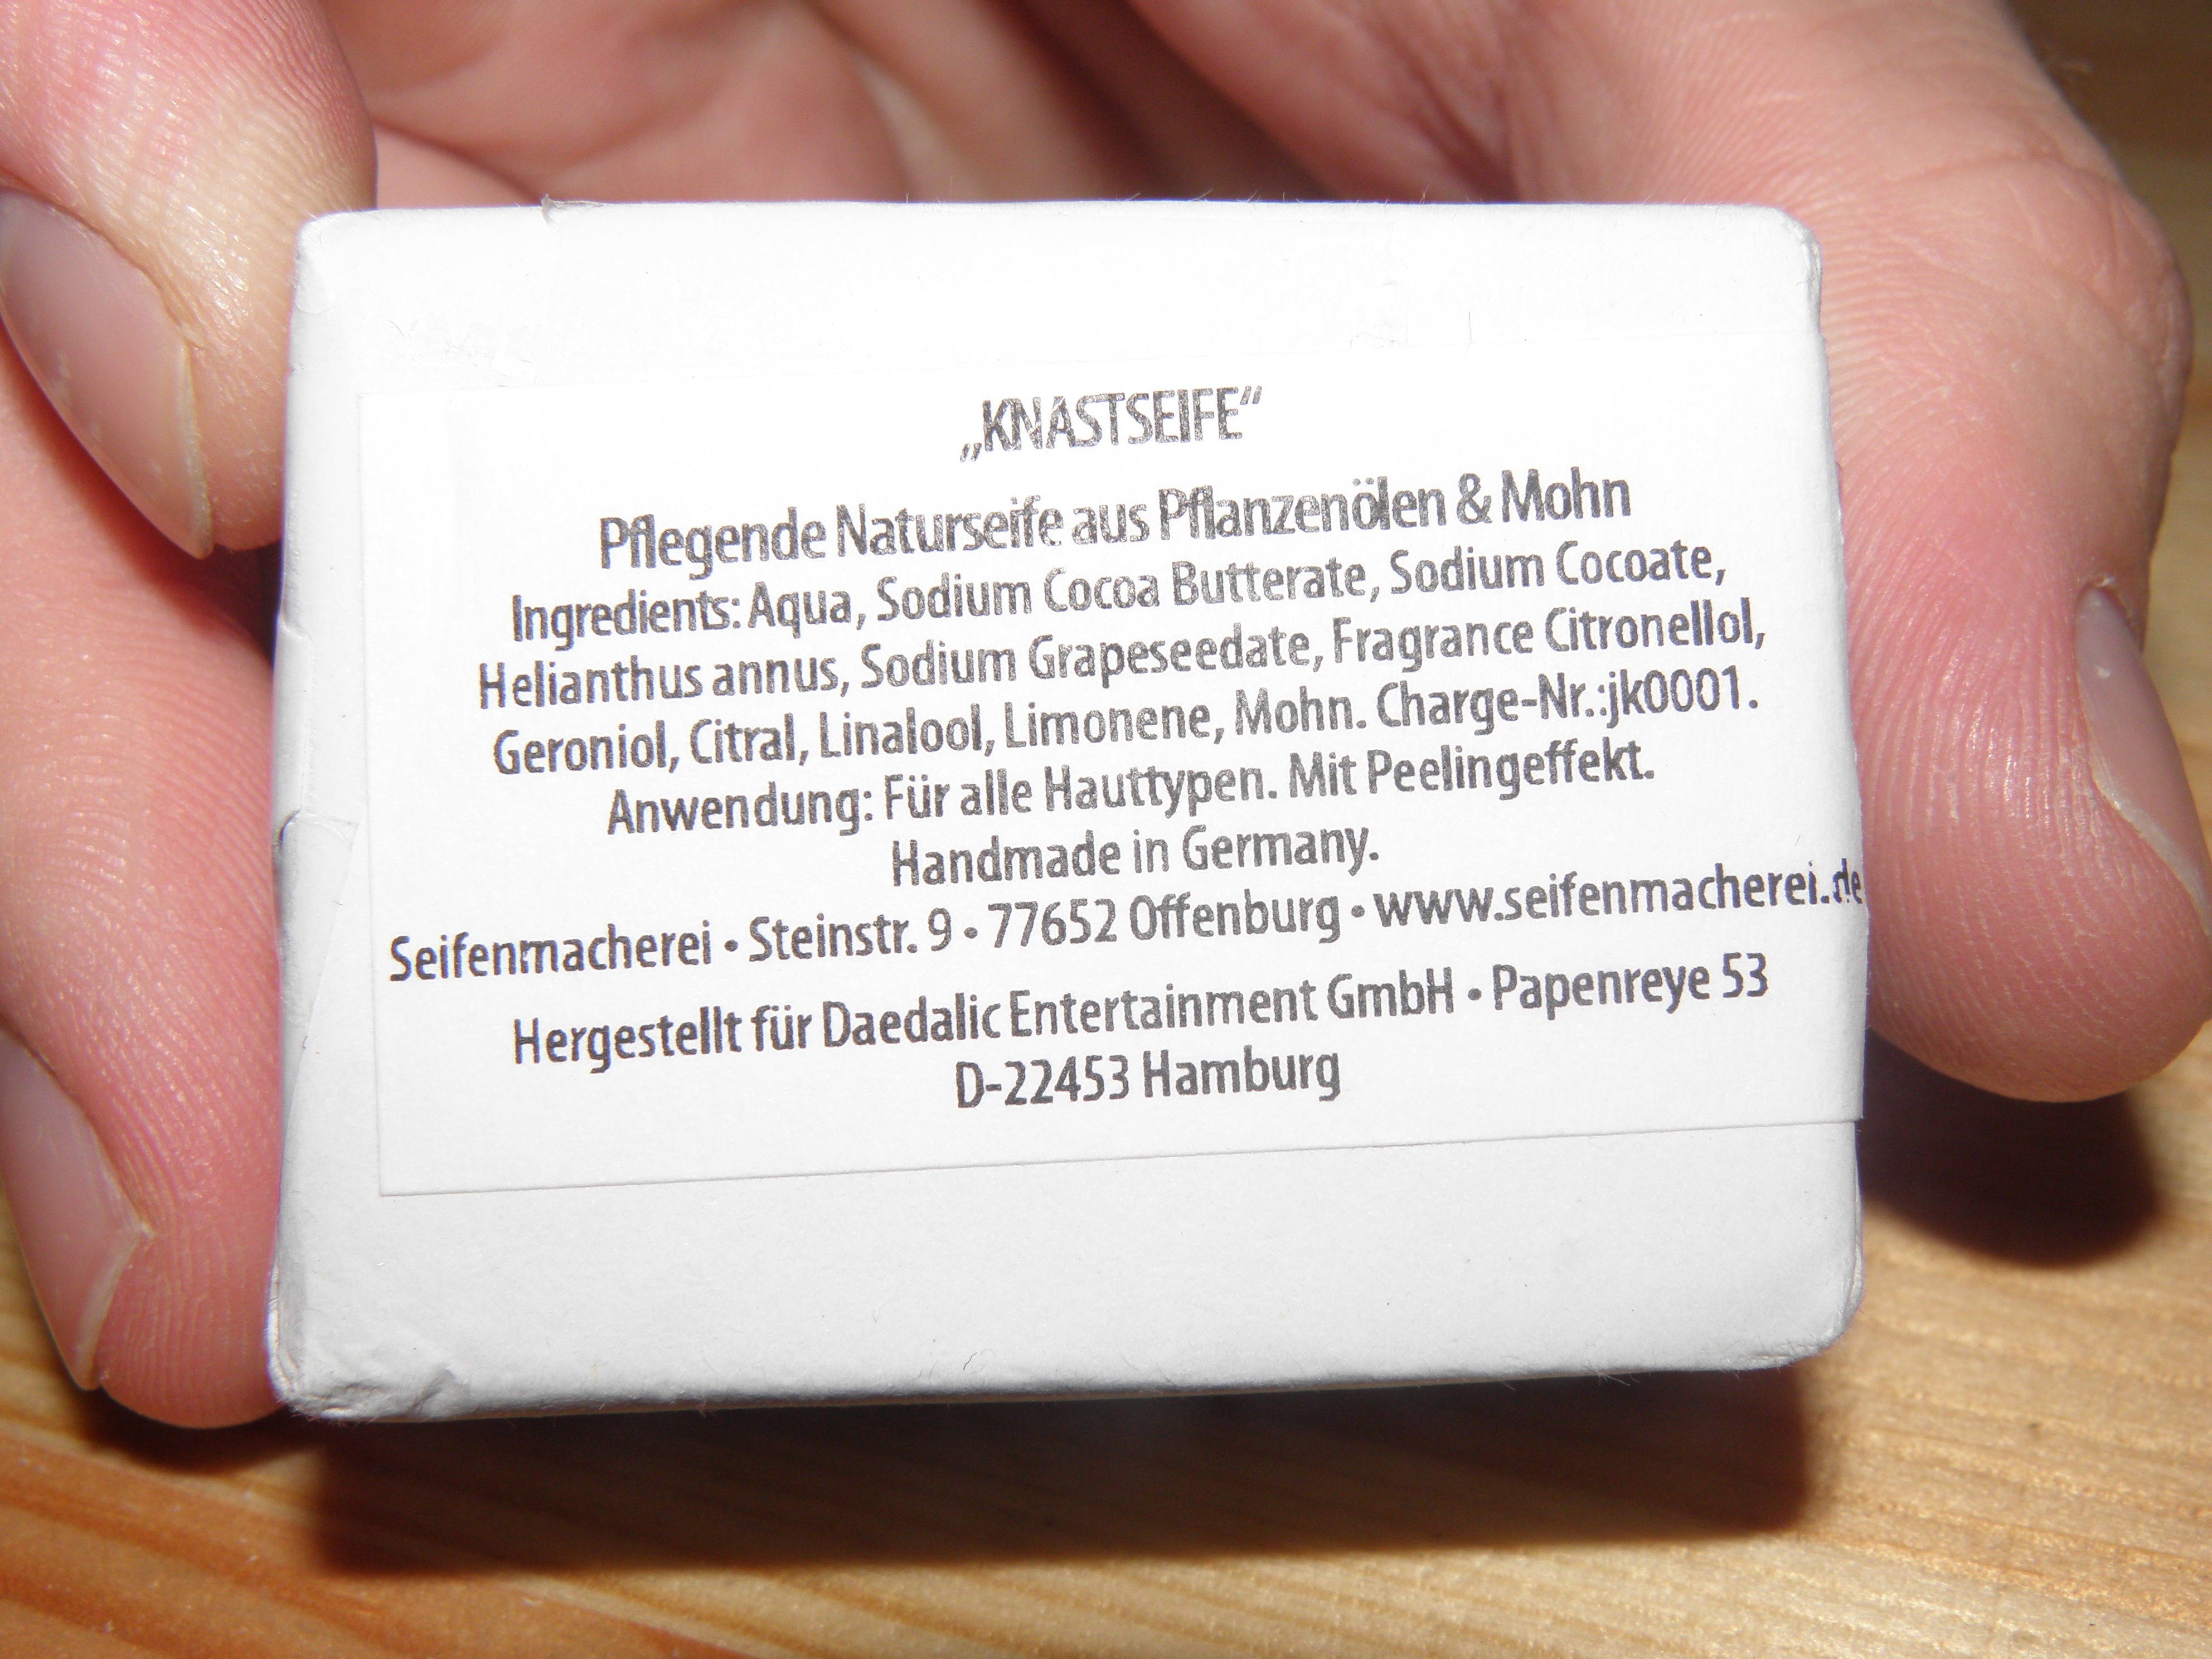 „KNASTSEIFE“
Pflegende Naturseife aus Pflanzenölen & Mohn
Ingredients: Aqua, Sodium Cocoa Butterate, Sodium Cocoate,
Helianthus annus, Sodium Grapeseedate, Fragrance Citronellol,
Geroniol, Citral, Linalool, Limonene, Mohn. Charge-Nr.:jk0001.
Anwendung: Für alle Hauttypen. Mit Peelingeffekt.
Handmade in Germany.
Seifenmacherei • Steinstr. 9 • 77652 Offenburg • www.seifenmacherei.de
Hergestellt für Daedalic Entertainment GmbH • Papenreye 53
D-22453 Hamburg